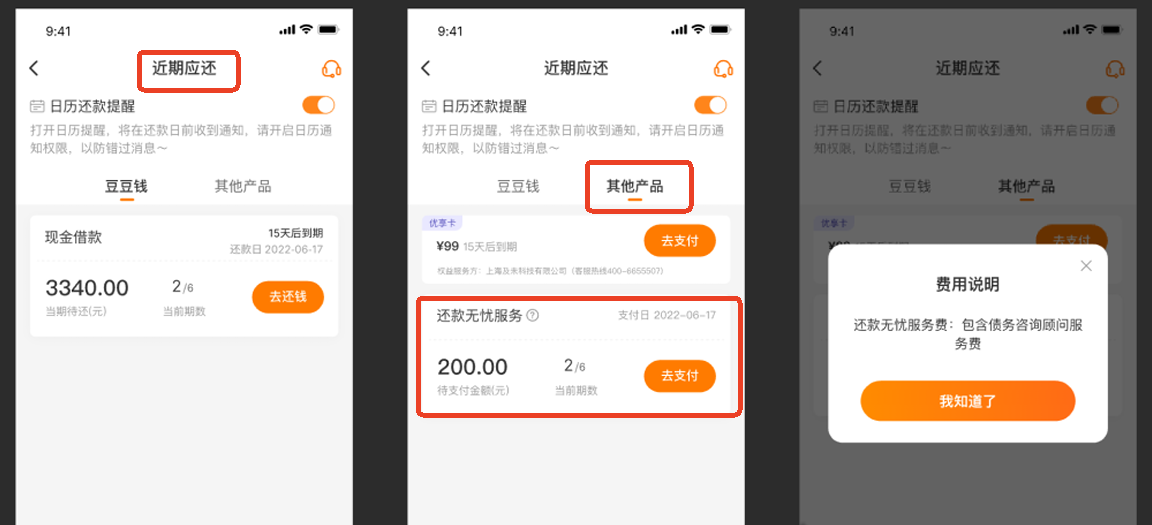 9:41
近期应还
日历还款提醒
打开日历提醒，将在还款日前收到通知，请开启日历通
知权限，以防错过消息～
豆豆钱 其他产品
现金借款 15天后到期
还款日 2022-06-17
3340.00 2/6 去还钱
当期待还(元) 当前期数
9:41
近期应还
日历还款提醒
打开日历提醒，将在还款日前收到通知，请开启日历通
知权限，以防错过消息～
豆豆钱 其他产品
优享卡
¥99 15天后到期 去支付
权益服务方：上海及未科技有限公司（客服热线400-6655507）
还款无忧服务 ? 支付日 2022-06-17
200.00 2/6 去支付
待支付金额(元) 当前期数
9:41
近期应还
日历还款提醒
打开日历提醒，将在还款日前收到通知，请开启日历通
知权限，以防错过消息～
豆豆钱 其他产品
优享卡
¥99 15天后到期 去支付
费用说明
还款无忧服务费：包含债务咨询顾问服
务费
我知道了